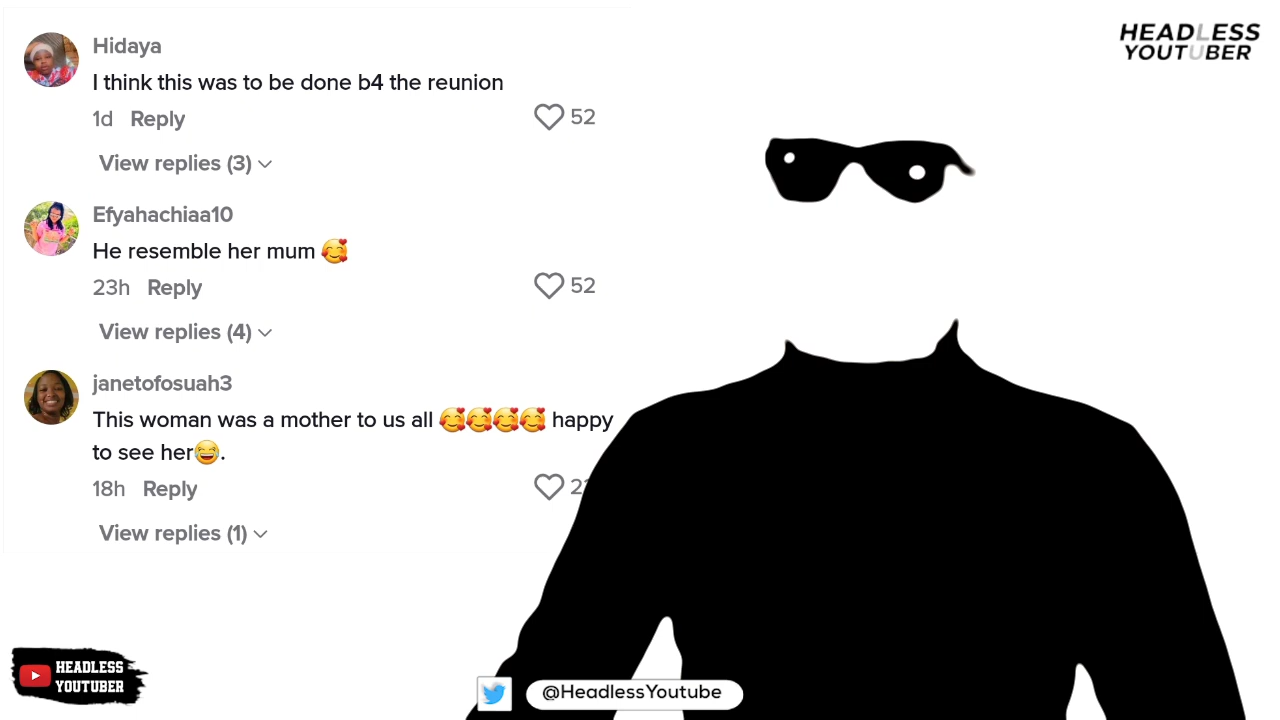 Hidaya
I think this was to be done b4 the reunion
1d Reply
52
View replies (3)
Efyahachiaa10
He resemble her mum 🥰
23h Reply
52
View replies (4)
janetofosuah3
This woman was a mother to us all 🥰🥰🥰🥰 happy
to see her😂.
18h Reply
View replies (1)
HEADLESS
YOUTUBER
HEADLESS
YOUTUBER
@HeadlessYoutube